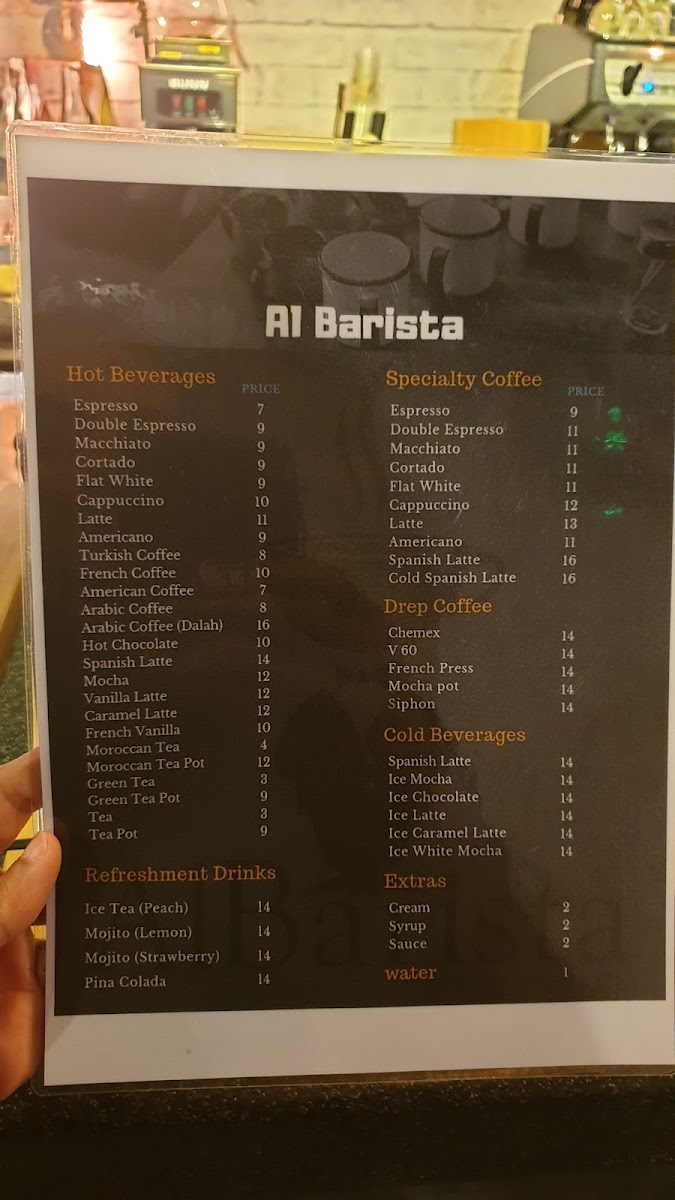 Al Barista
Hot Beverages
PRICE
Espresso 7
Double Espresso 9
Macchiato 9
Cortado 9
Flat White 9
Cappuccino 10
Latte 11
Americano 9
Turkish Coffee 8
French Coffee 10
American Coffee 7
Arabic Coffee 8
Arabic Coffee (Dalah) 16
Hot Chocolate 10
Spanish Latte 14
Mocha 12
Vanilla Latte 12
Caramel Latte 12
French Vanilla 10
Moroccan Tea 4
Moroccan Tea Pot 12
Green Tea 3
Green Tea Pot 9
Tea 3
Tea Pot 9
Refreshment Drinks
Ice Tea (Peach) 14
Mojito (Lemon) 14
Mojito (Strawberry) 14
Pina Colada 14
Specialty Coffee
PRICE
Espresso 9
Double Espresso 11
Macchiato 11
Cortado 11
Flat White 11
Cappuccino 12
Latte 13
Americano 11
Spanish Latte 16
Cold Spanish Latte 16
Drep Coffee
Chemex 14
V 60 14
French Press 14
Mocha pot 14
Siphon 14
Cold Beverages
Spanish Latte 14
Ice Mocha 14
Ice Chocolate 14
Ice Latte 14
Ice Caramel Latte 14
Ice White Mocha 14
Extras
Cream 2
Syrup 2
Sauce 2
water 1
Al Barista